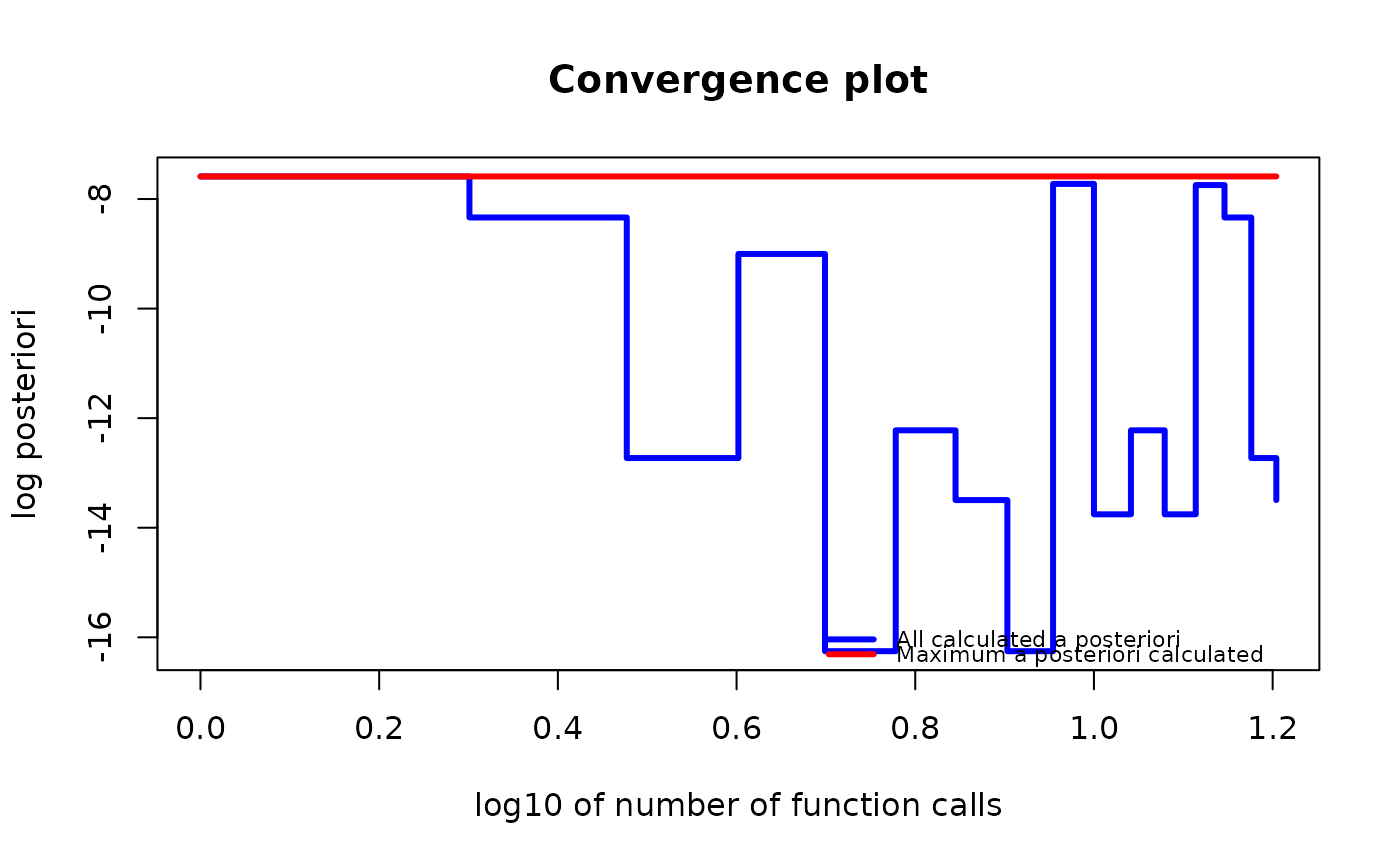 Convergence plot
log posteriori
-8
-10
-12
-14
-16
All calculated a posteriori
Maximum a posteriori calculated
0.0 0.2 0.4 0.6 0.8 1.0 1.2
log10 of number of function calls